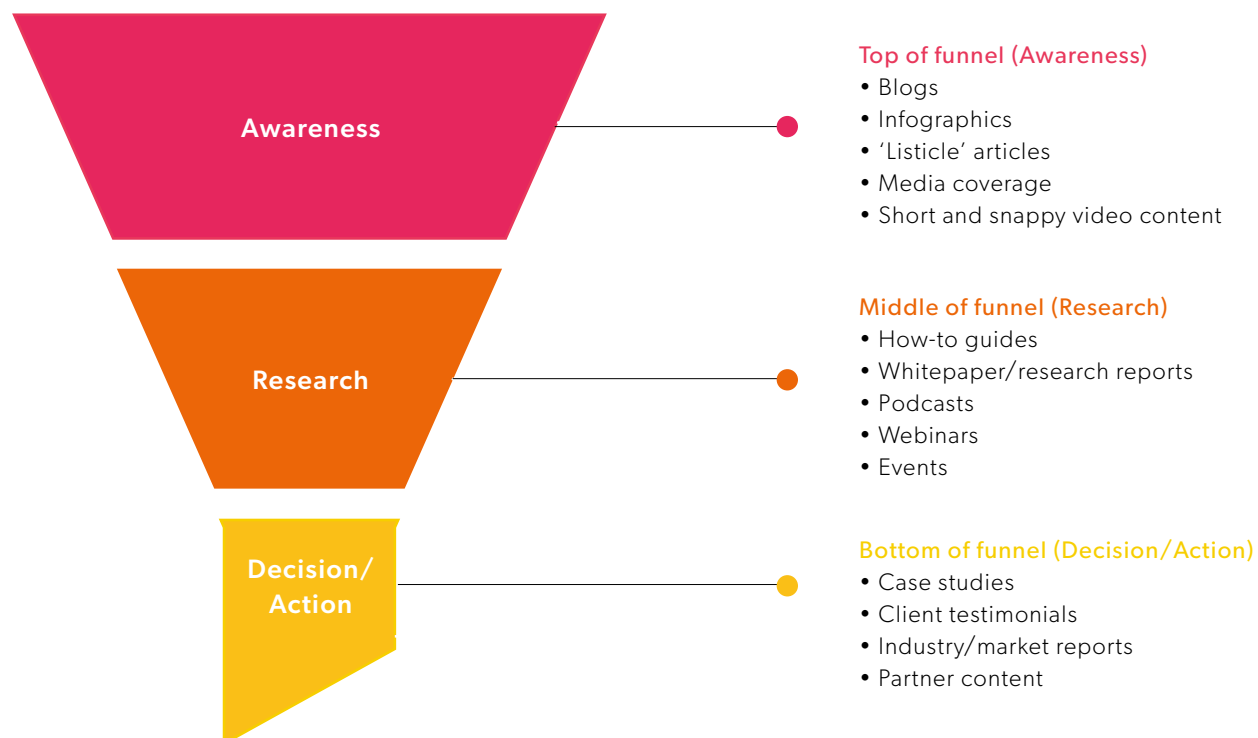 Awareness
Top of funnel (Awareness)
• Blogs
• Infographics
• ‘Listicle’ articles
• Media coverage
• Short and snappy video content
Research
Middle of funnel (Research)
• How-to guides
• Whitepaper/research reports
• Podcasts
• Webinars
• Events
Decision/
Action
Bottom of funnel (Decision/Action)
• Case studies
• Client testimonials
• Industry/market reports
• Partner content